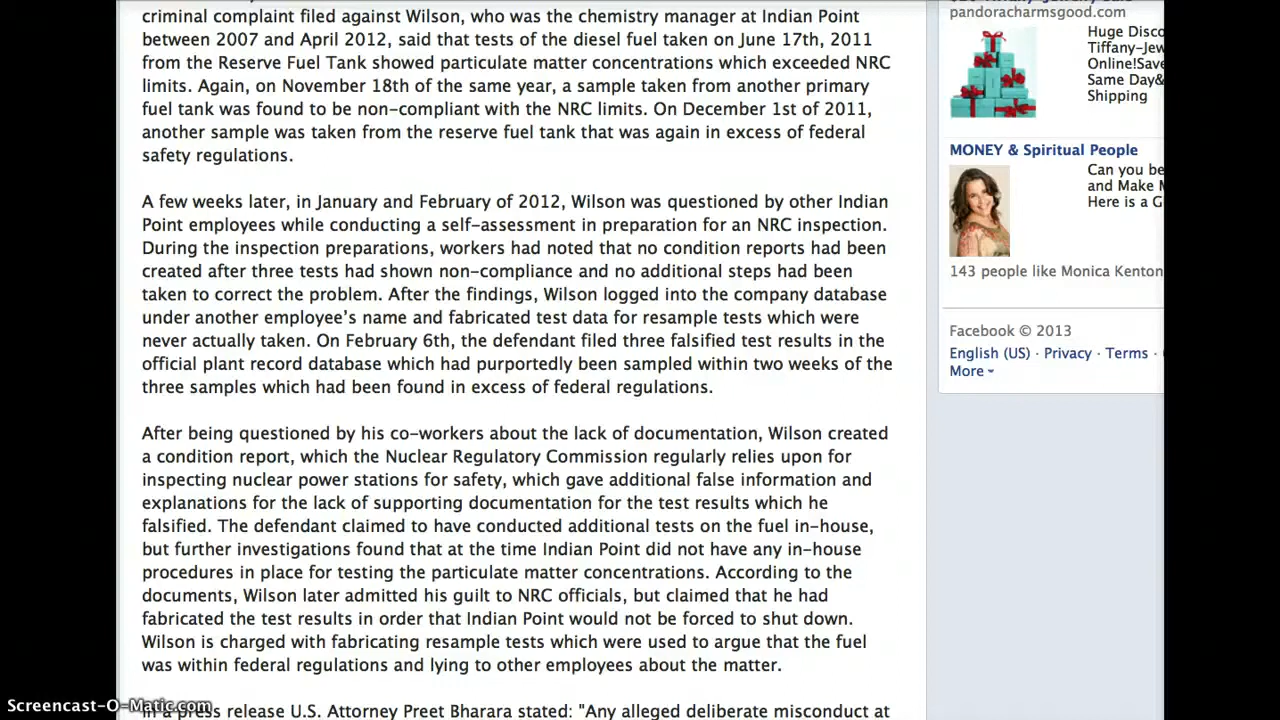 criminal complaint filed against Wilson, who was the chemistry manager at Indian Point
between 2007 and April 2012, said that tests of the diesel fuel taken on June 17th, 2011
from the Reserve Fuel Tank showed particulate matter concentrations which exceeded NRC
limits. Again, on November 18th of the same year, a sample taken from another primary
fuel tank was found to be non-compliant with the NRC limits. On December 1st of 2011,
another sample was taken from the reserve fuel tank that was again in excess of federal
safety regulations.
A few weeks later, in January and February of 2012, Wilson was questioned by other Indian
Point employees while conducting a self-assessment in preparation for an NRC inspection.
During the inspection preparations, workers had noted that no condition reports had been
created after three tests had shown non-compliance and no additional steps had been
taken to correct the problem. After the findings, Wilson logged into the company database
under another employee’s name and fabricated test data for resample tests which were
never actually taken. On February 6th, the defendant filed three falsified test results in the
official plant record database which had purportedly been sampled within two weeks of the
three samples which had been found in excess of federal regulations.
After being questioned by his co-workers about the lack of documentation, Wilson created
a condition report, which the Nuclear Regulatory Commission regularly relies upon for
inspecting nuclear power stations for safety, which gave additional false information and
explanations for the lack of supporting documentation for the test results which he
falsified. The defendant claimed to have conducted additional tests on the fuel in-house,
but further investigations found that at the time Indian Point did not have any in-house
procedures in place for testing the particulate matter concentrations. According to the
documents, Wilson later admitted his guilt to NRC officials, but claimed that he had
fabricated the test results in order that Indian Point would not be forced to shut down.
Wilson is charged with fabricating resample tests which were used to argue that the fuel
was within federal regulations and lying to other employees about the matter.
In a press release U.S. Attorney Preet Bharara stated: "Any alleged deliberate misconduct at
pandoracharmsgood.com
Huge Disco
Tiffany-Jew
Online!Save
Same Day&
Shipping
MONEY & Spiritual People
Can you be
and Make M
Here is a G
143 people like Monica Kenton
Facebook © 2013
English (US) · Privacy · Terms ·
More
Screencast-O-Matic.com